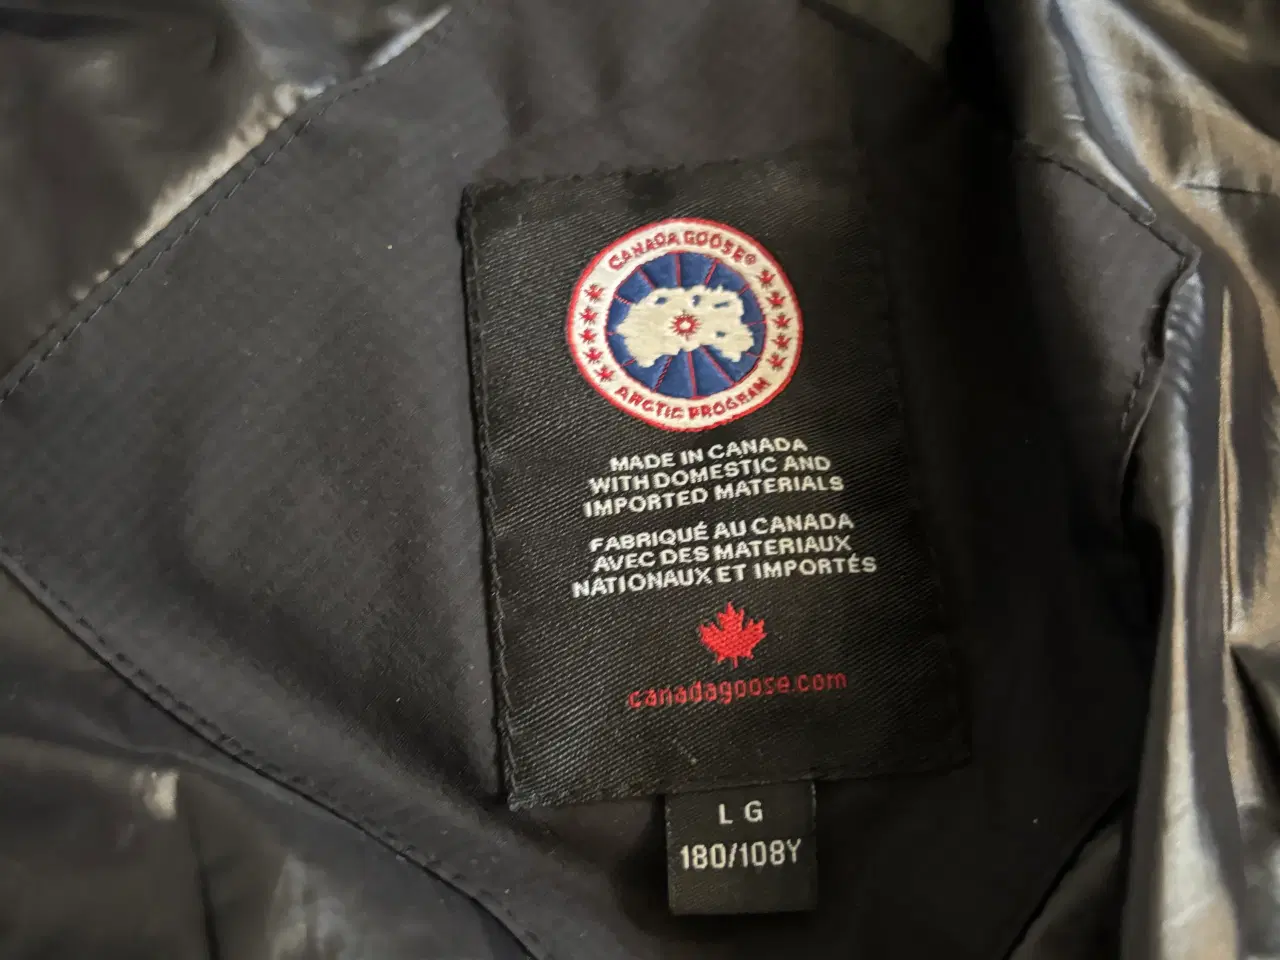 CANADA GOOSE®
ARCTIC PROGRAM
MADE IN CANADA
WITH DOMESTIC AND
IMPORTED MATERIALS
FABRIQUÉ AU CANADA
AVEC DES MATERIAUX
NATIONAUX ET IMPORTÉS
canadagoose.com
LG
180/108Y